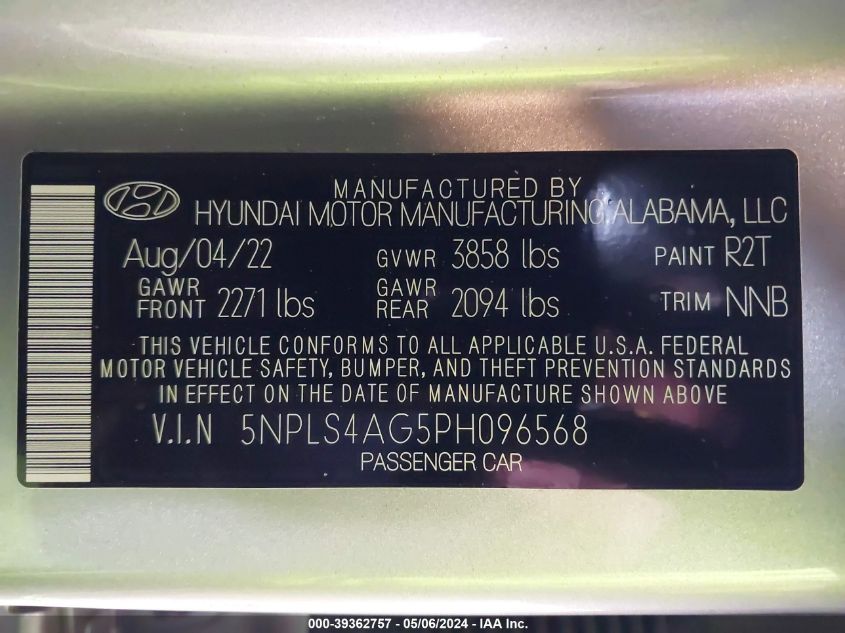 MANUFACTURED BY
HYUNDAI MOTOR MANUFACTURING ALABAMA, LLC
Aug/04/22 GVWR 3858 lbs PAINT R2T
GAWR FRONT 2271 lbs GAWR REAR 2094 lbs TRIM NNB
THIS VEHICLE CONFORMS TO ALL APPLICABLE U.S.A. FEDERAL
MOTOR VEHICLE SAFETY, BUMPER, AND THEFT PREVENTION STANDARDS
IN EFFECT ON THE DATE OF MANUFACTURE SHOWN ABOVE
V.I.N 5NPLS4AG5PH096568
PASSENGER CAR
000-39362757 - 05/06/2024 - IAA Inc.